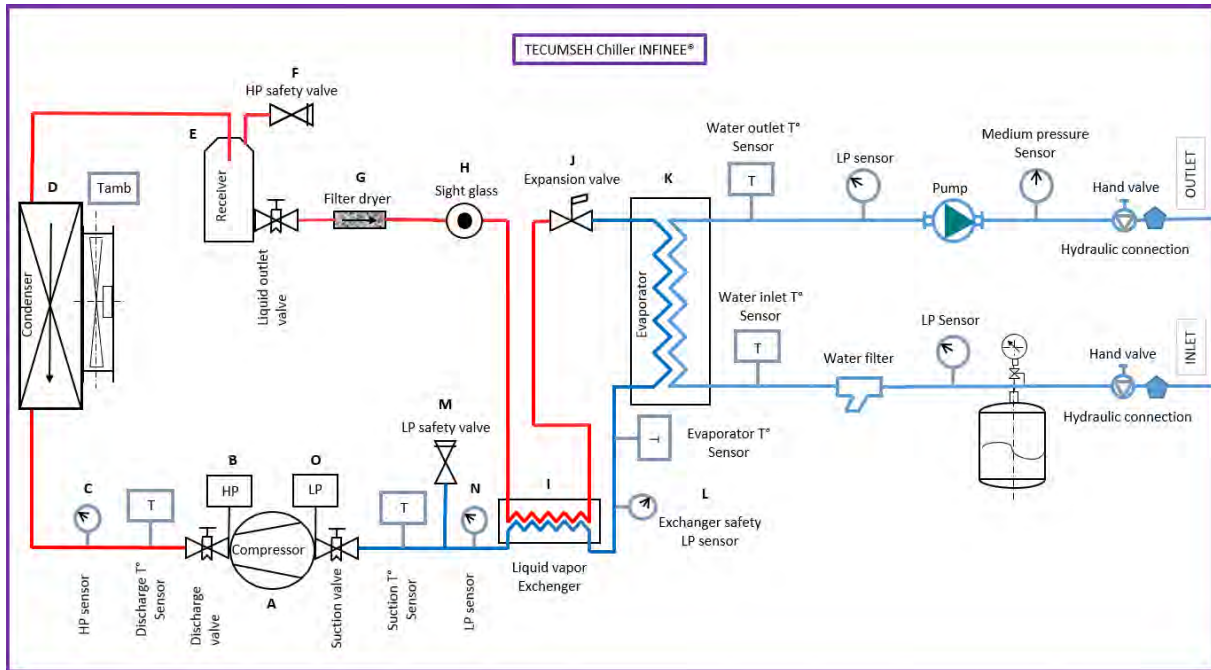 TECUMSEH Chiller INFINEE®
F
HP safety valve
E
Receiver
Liquid outlet
valve
D
Tamb
Condenser
G
Filter dryer
H
Sight glass
J
Expansion valve
K
Evaporator
Water outlet T°
Sensor
T
LP sensor
Pump
Medium pressure
Sensor
Hand valve
OUTLET
Hydraulic connection
Water inlet T°
Sensor
T
Water filter
LP Sensor
Hand valve
INLET
Hydraulic connection
T
Evaporator T°
Sensor
L
Exchanger safety
LP sensor
I
Liquid vapor
Exchenger
M
LP safety valve
N
LP sensor
T
Suction T°
Sensor
O
LP
Suction valve
B
HP
Compressor
A
Discharge
valve
T
Discharge T°
Sensor
C
HP sensor